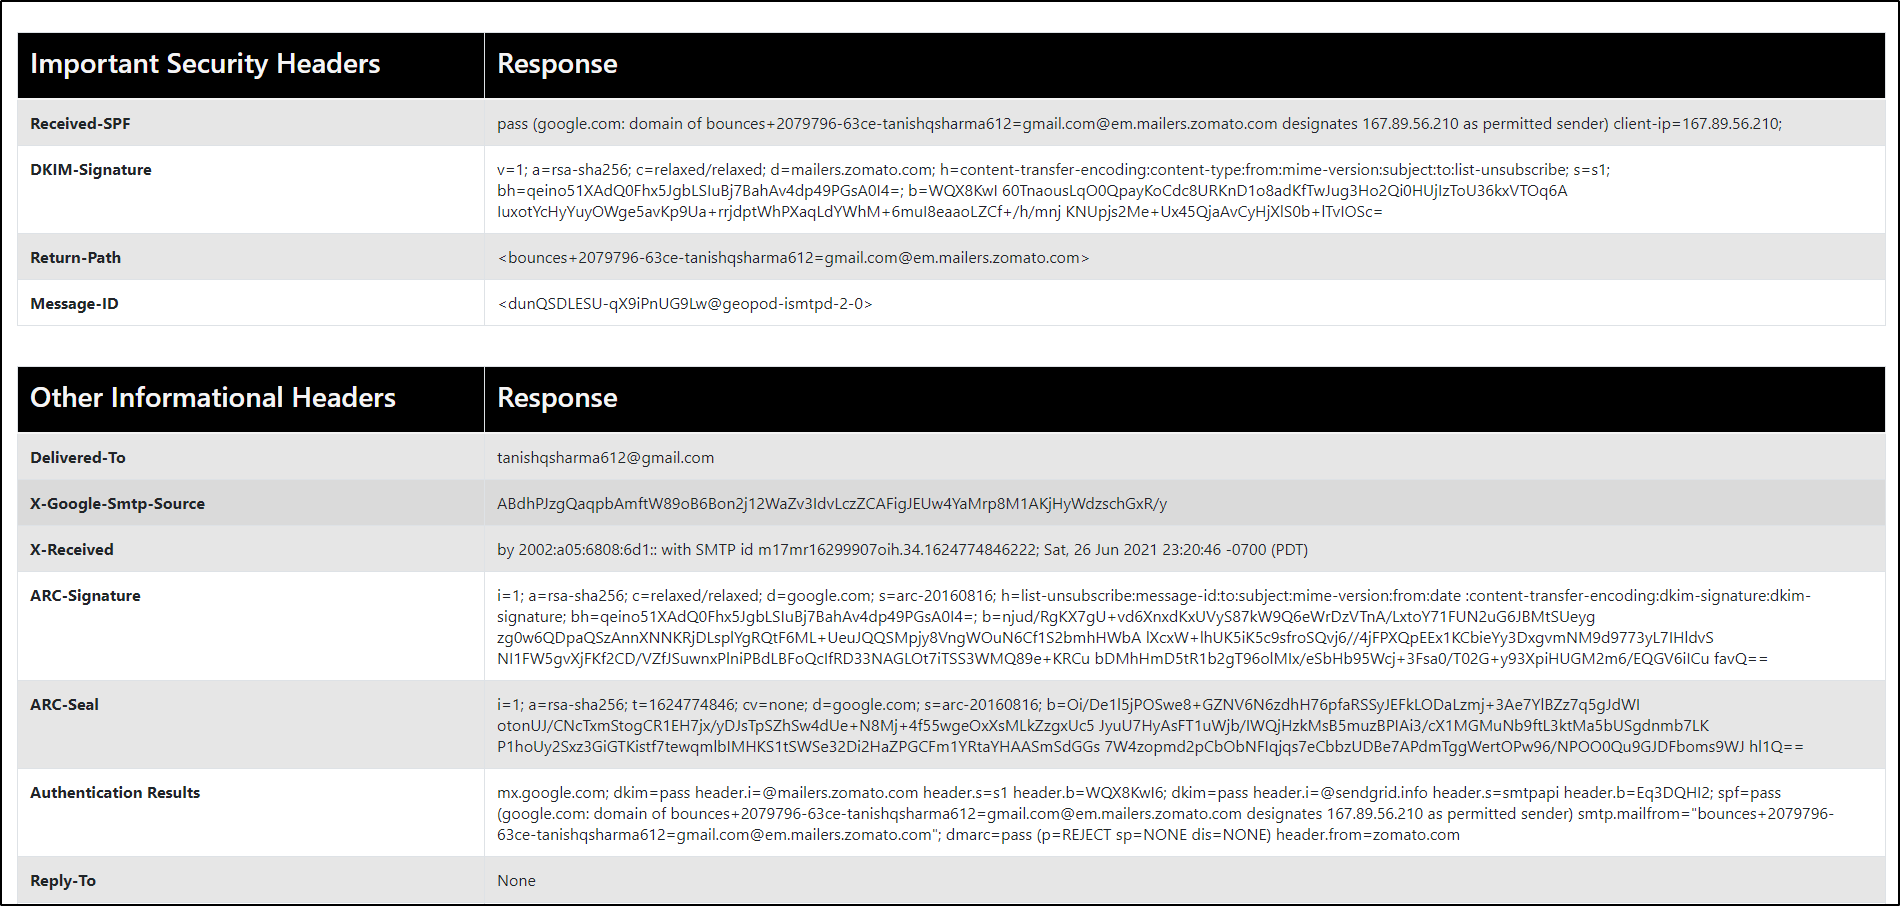 Important Security Headers
Response
Received-SPF
pass (google.com: domain of bounces+2079796-63ce-tanishqsharma612=gmail.com@em.mailers.zomato.com designates 167.89.56.210 as permitted sender) client-ip=167.89.56.210;
DKIM-Signature
v=1; a=rsa-sha256; c=relaxed/relaxed; d=mailers.zomato.com; h=content-transfer-encoding:content-type:from:mime-version:subject:to:list-unsubscribe; s=s1;
bh=qeino51XAdQ0Fhx5JgbLSIuBj7BahAv4dp49PGsA0I4=; b=WQX8KwI 60TnaousLqO0QpayKoCdc8URKnD1o8adKfTwJug3Ho2Qi0HUjIzToU36kxVTOq6A
IuxotYcHyYuyOWge5avKp9Ua+rrjdptWhPXaqLdYWhM+6muI8eaaoLZCf+/h/mnj KNUpjs2Me+Ux45QjaAvCyHjXlS0b+lTvIOSc=
Return-Path
<bounces+2079796-63ce-tanishqsharma612=gmail.com@em.mailers.zomato.com>
Message-ID
<dunQSDLESU-qX9iPnUG9Lw@geopod-ismtpd-2-0>
Other Informational Headers
Response
Delivered-To
tanishqsharma612@gmail.com
X-Google-Smtp-Source
ABdhPJzgQaqpbAmftW89oB6Bon2j12WaZv3IdvLczZCAFigJEUw4YaMrp8M1AKjHyWdzschGxR/y
X-Received
by 2002:a05:6808:6d1:: with SMTP id m17mr16299907oih.34.1624774846222; Sat, 26 Jun 2021 23:20:46 -0700 (PDT)
ARC-Signature
i=1; a=rsa-sha256; c=relaxed/relaxed; d=google.com; s=arc-20160816; h=list-unsubscribe:message-id:to:subject:mime-version:from:date :content-transfer-encoding:dkim-signature:dkim-
signature; bh=qeino51XAdQ0Fhx5JgbLSIuBj7BahAv4dp49PGsA0I4=; b=njud/RgKX7gU+vd6XnxdKxUVyS87kW9Q6eWrDzVTnA/LxtoY71FUN2uG6JBMtSUeyg
zg0w6QDpaQSzAnnXNNKRjDLsplYgRQtF6ML+UeuJQQSMpjy8VngWOuN6Cf1S2bmhHWbA lXcxW+lhUK5iK5c9sfroSQvj6//4jFPXQpEEx1KCbieYy3DxgvmNM9d9773yL7IHldvS
NI1FW5gvXjFKf2CD/VZfJSuwnxPlniPBdLBFoQcIfRD33NAGLOt7iTSS3WMQ89e+KRCu bDMhHmD5tR1b2gT96olMIx/eSbHb95Wcj+3Fsa0/T02G+y93XpiHUGM2m6/EQGV6iICu favQ==
ARC-Seal
i=1; a=rsa-sha256; t=1624774846; cv=none; d=google.com; s=arc-20160816; b=Oi/De1l5jPOSwe8+GZNV6N6zdhH76pfaRSSyJEFkLODaLzmj+3Ae7YlBZz7q5gJdWI
otonUJ/CNcTxmStogCR1EH7jx/yDJsTpSZhSw4dUe+N8Mj+4f55wgeOxXsMLkZzgxUc5 JyuU7HyAsFT1uWjb/IWQjHzkMsB5muzBPIAi3/cX1MGMuNb9ftL3ktMa5bUSgdnmb7LK
P1hoUy2Sxz3GiGTKistf7tewqmlbIMHKS1tSWSe32Di2HaZPGCFm1YRtaYHAASmSdGGs 7W4zopmd2pCbObNFIqjqs7eCbbzUDBe7APdmTggWertOPw96/NPOO0Qu9GJDFboms9WJ hl1Q==
Authentication Results
mx.google.com; dkim=pass header.i=@mailers.zomato.com header.s=s1 header.b=WQX8KwI6; dkim=pass header.i=@sendgrid.info header.s=smtpapi header.b=Eq3DQHI2; spf=pass
(google.com: domain of bounces+2079796-63ce-tanishqsharma612=gmail.com@em.mailers.zomato.com designates 167.89.56.210 as permitted sender) smtp.mailfrom="bounces+2079796-
63ce-tanishqsharma612=gmail.com@em.mailers.zomato.com"; dmarc=pass (p=REJECT sp=NONE dis=NONE) header.from=zomato.com
Reply-To
None